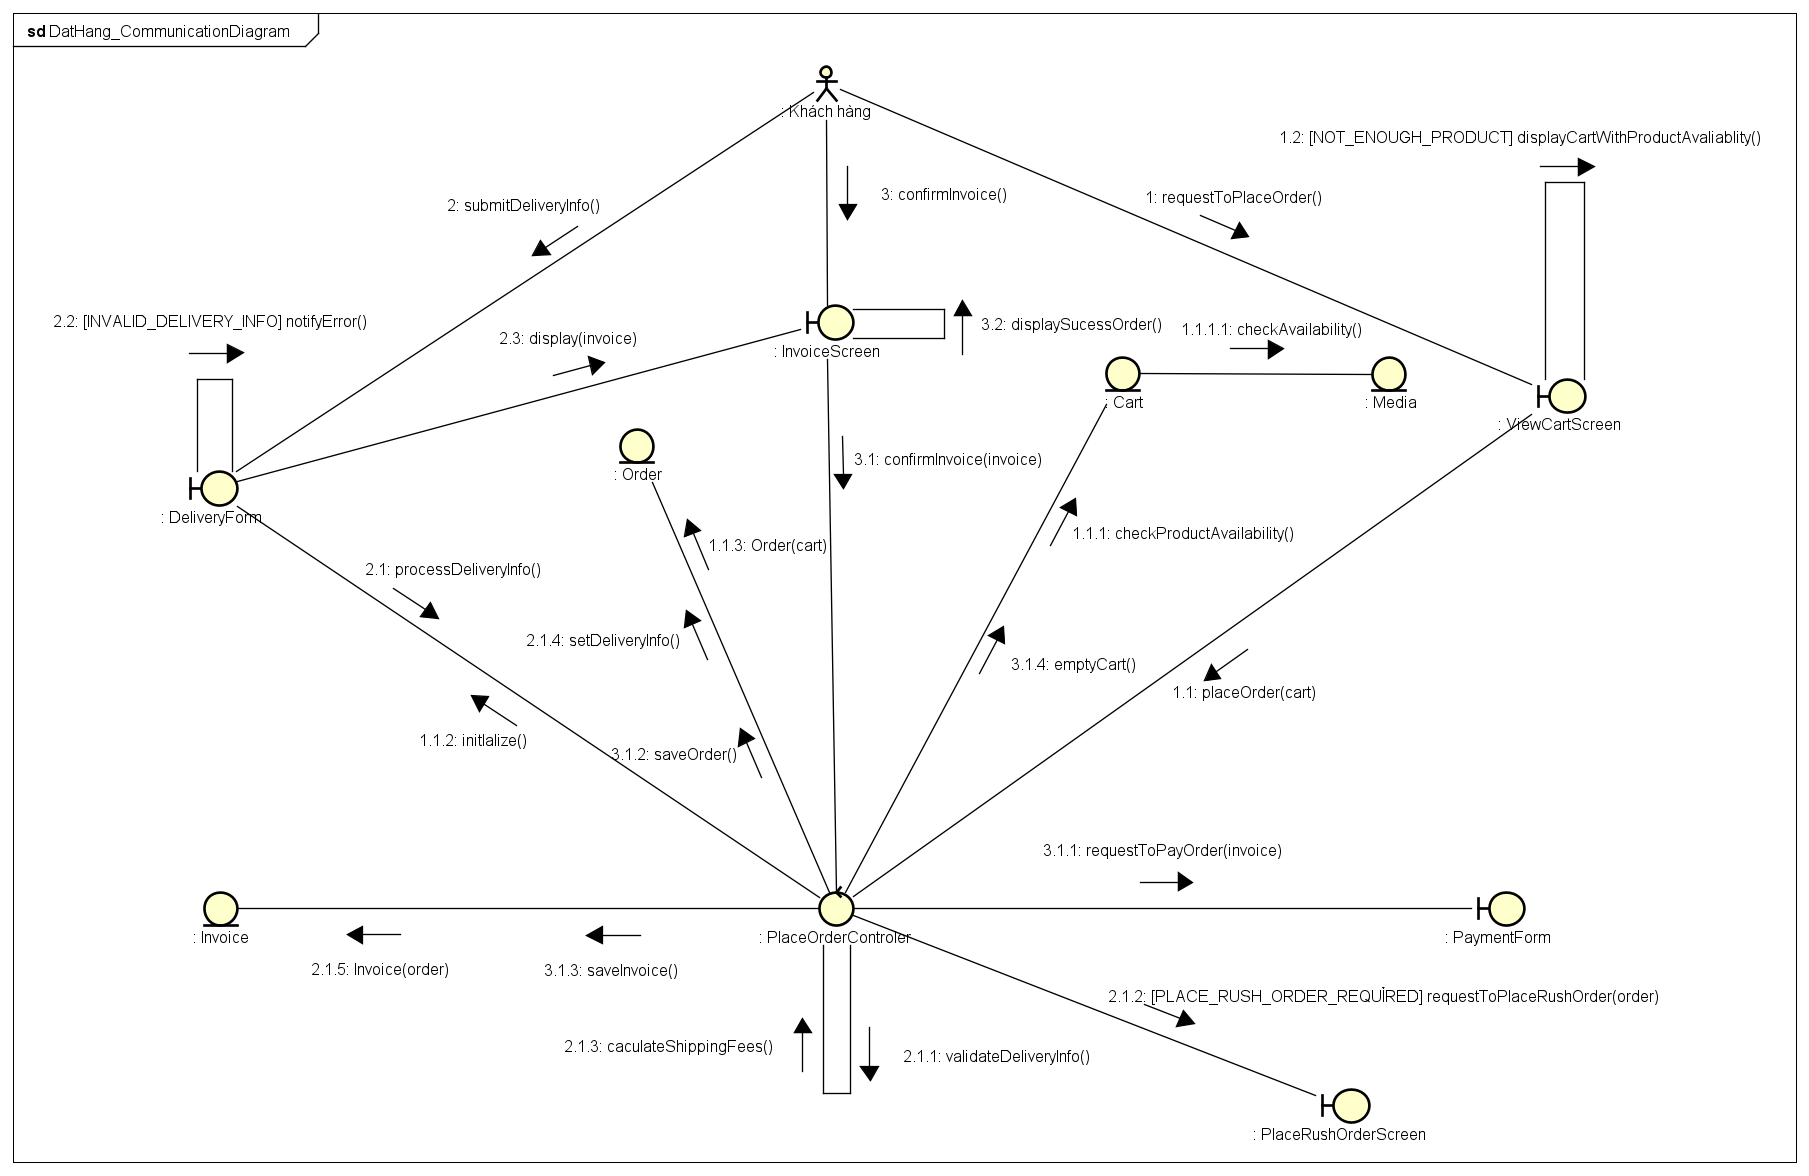 sd DatHang_CommunicationDiagram
: Khách hàng
1.2: [NOT_ENOUGH_PRODUCT] displayCartWithProductAvaliablity()
3: confirmInvoice()
1: requestToPlaceOrder()
2: submitDeliveryInfo()
2.2: [INVALID_DELIVERY_INFO] notifyError()
2.3: display(invoice)
3.2: displaySucessOrder()
1.1.1.1: checkAvailability()
: InvoiceScreen
: Cart
: Media
: ViewCartScreen
: Order
3.1: confirmInvoice(invoice)
: DeliveryForm
1.1.3: Order(cart)
1.1.1: checkProductAvailability()
2.1: processDeliveryInfo()
2.1.4: setDeliveryInfo()
3.1.4: emptyCart()
1.1: placeOrder(cart)
1.1.2: initlalize()
3.1.2: saveOrder()
3.1.1: requestToPayOrder(invoice)
: Invoice
: PlaceOrderControler
: PaymentForm
2.1.5: Invoice(order)
3.1.3: saveInvoice()
2.1.2: [PLACE_RUSH_ORDER_REQUİRED] requestToPlaceRushOrder(order)
2.1.3: caculateShippingFees()
2.1.1: validateDeliveryInfo()
: PlaceRushOrderScreen